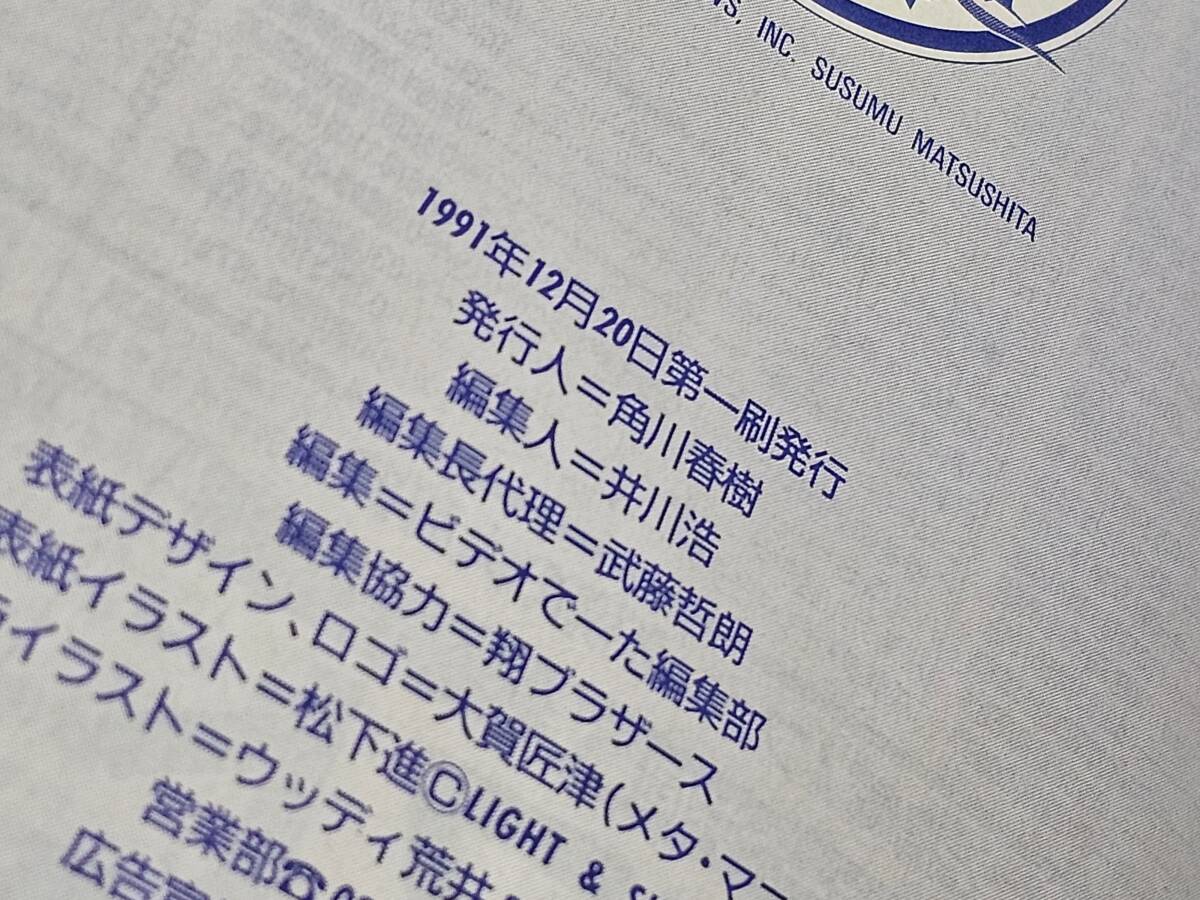 INC. SUSUMU MATSUSHITA
1991年12月20日第一刷発行
発行人=角川春樹
編集人=井川浩
編集長代理=武藤哲朗
編集=ビデオでーた編集部
編集協力=翔ブラザース
表紙デザイン、ロゴ=大賀匠津(メタ・マ
表紙イラスト=松下進©LIGHT &
イラスト=ウッディ荒井
営業部☎0
広告